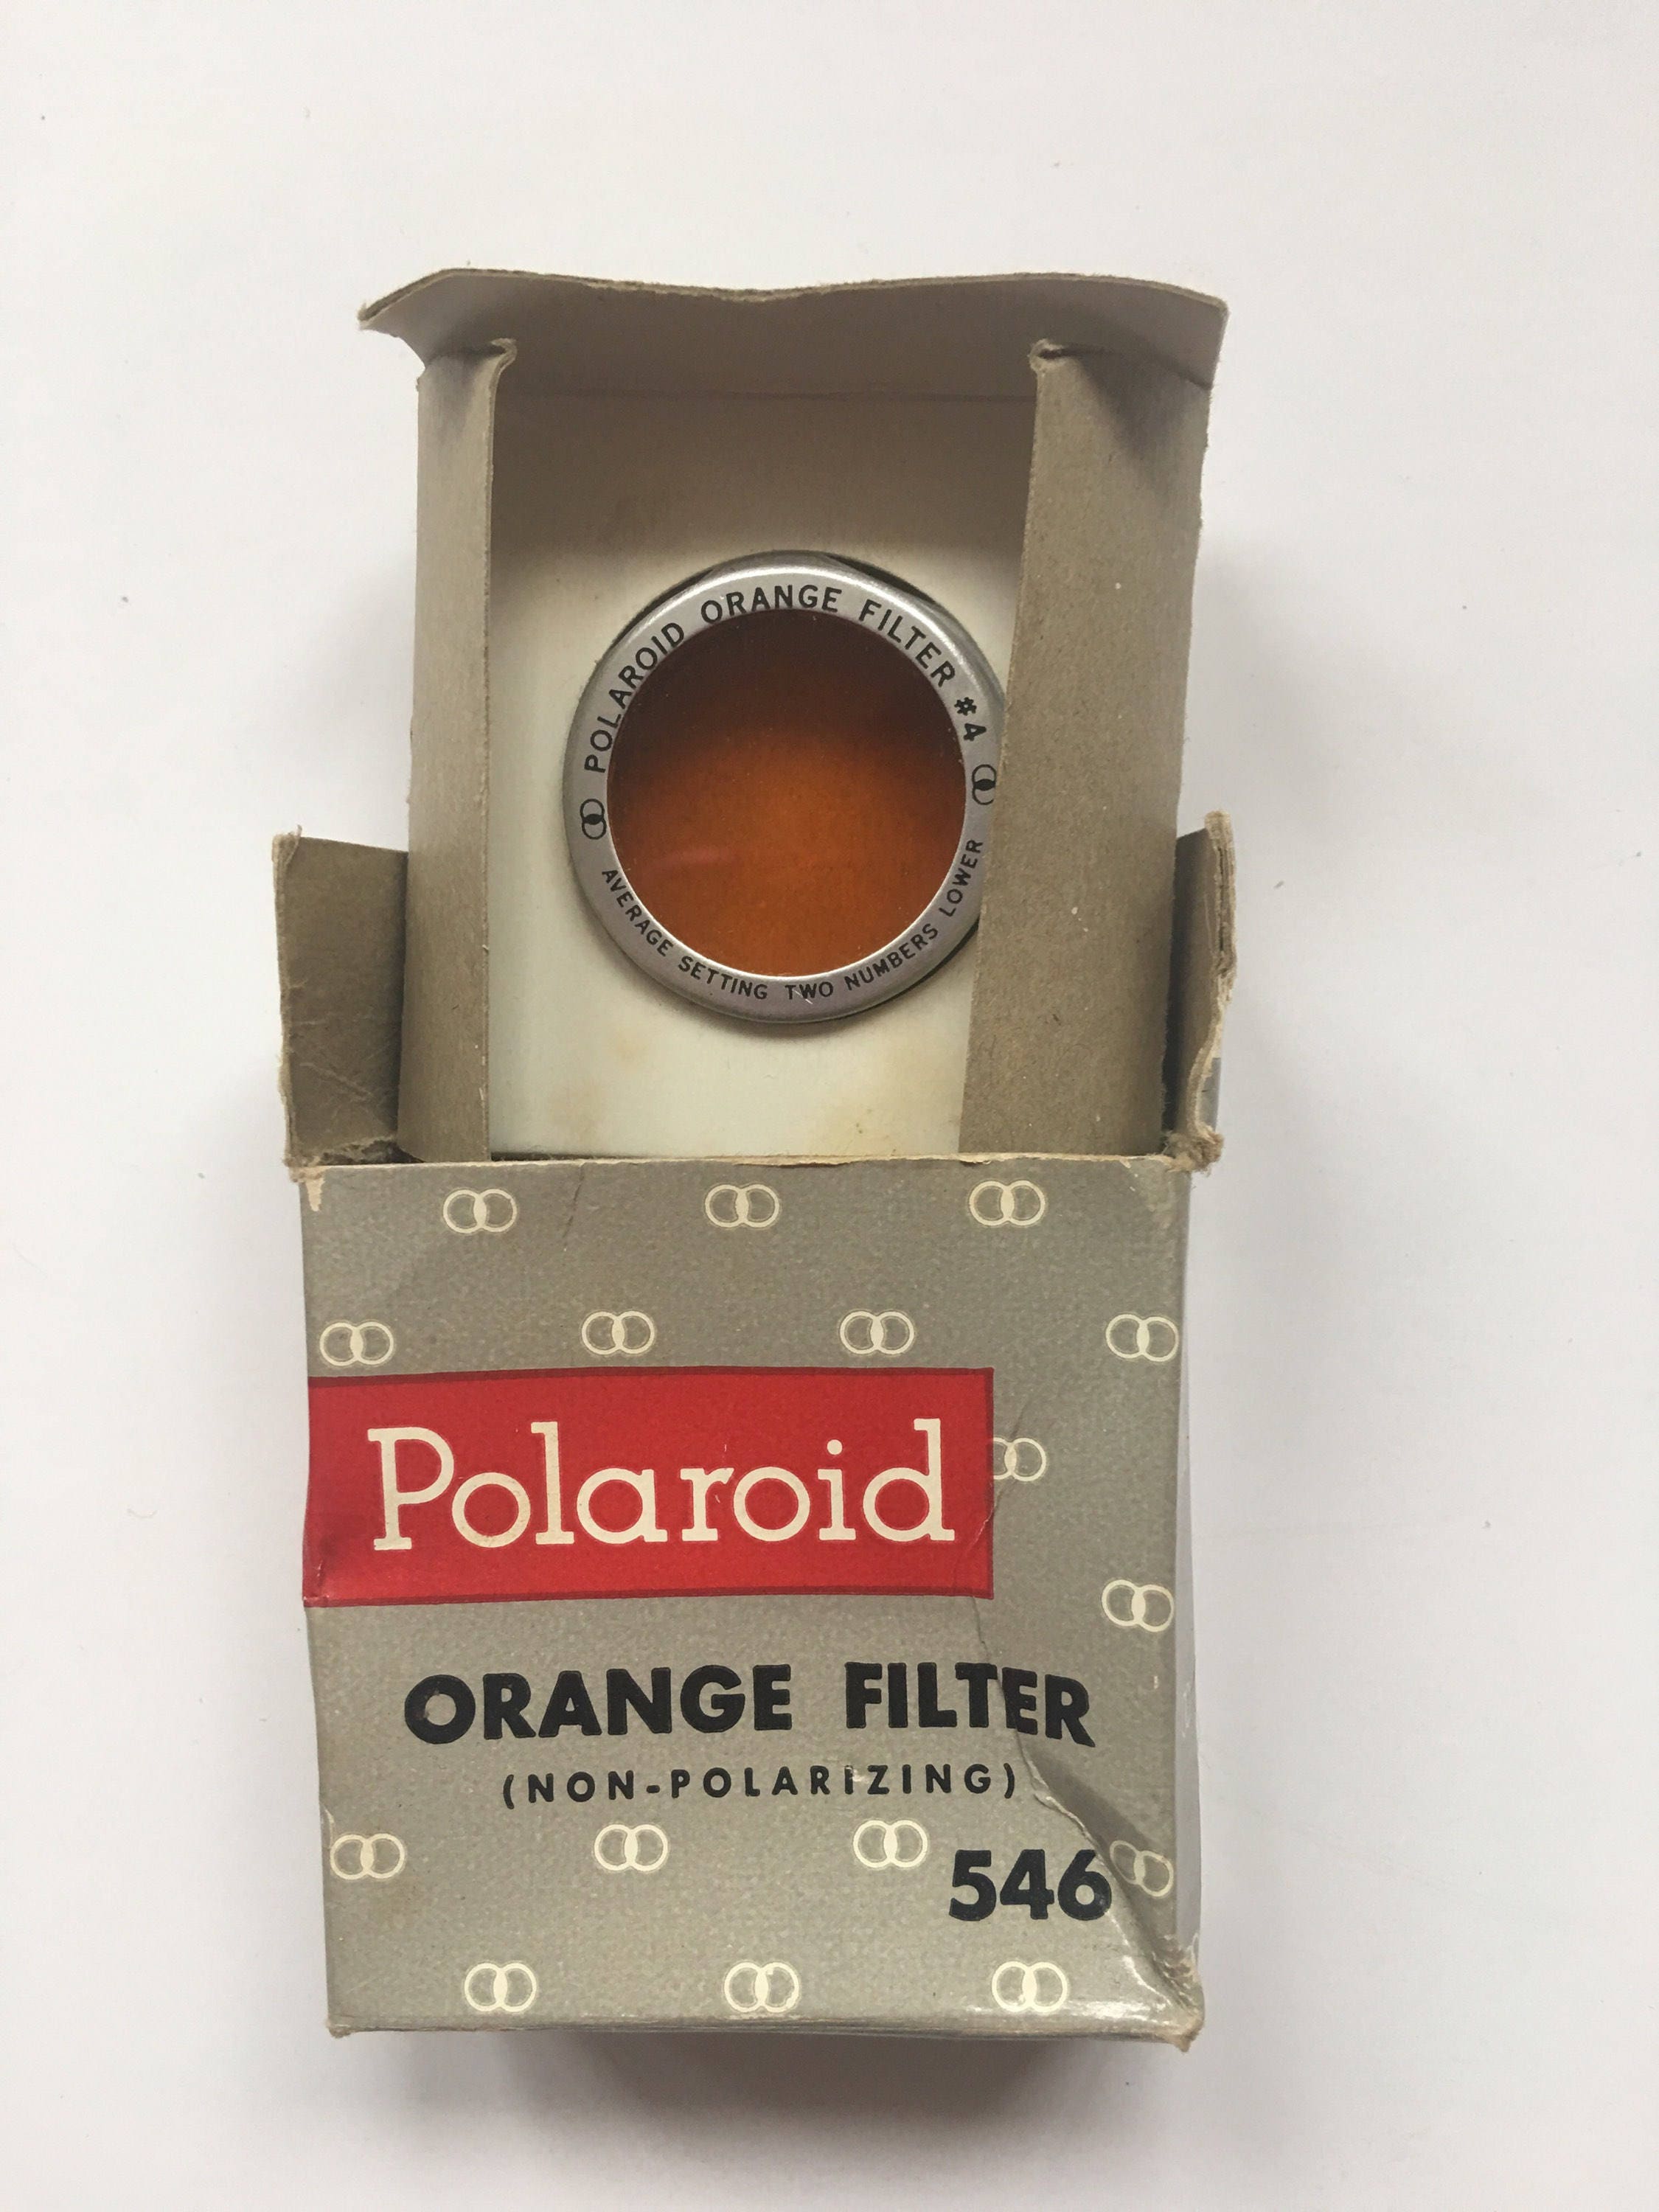 POLAROID ORANGE FILTER #4
AVERAGE SETTING TWO NUMBERS LOWER
Polaroid
ORANGE FILTER
(NON-POLARIZING)
546